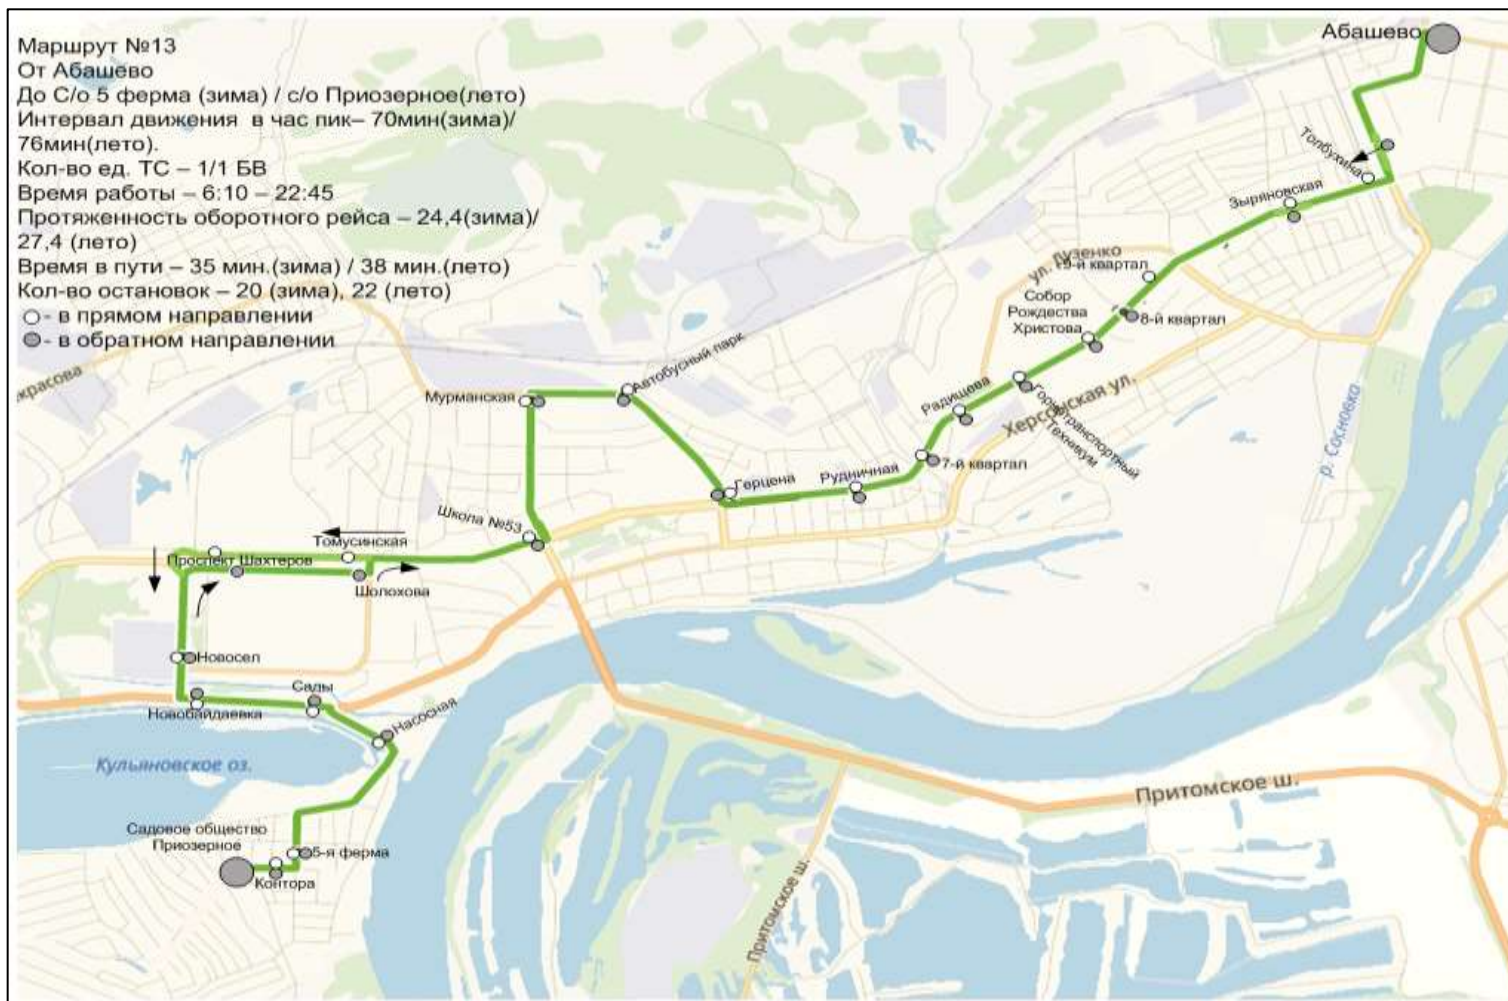 Маршрут №13
От Абашево
До С/о 5 ферма (зима) / с/о Приозерное(лето)
Интервал движения в час пик– 70мин(зима)/
76мин(лето).
Кол-во ед. ТС – 1/1 БВ
Время работы – 6:10 – 22:45
Протяженность оборотного рейса – 24,4(зима)/
27,4 (лето)
Время в пути – 35 мин.(зима) / 38 мин.(лето)
Кол-во остановок – 20 (зима), 22 (лето)
- в прямом направлении
- в обратном направлении
Абашево
Толбухина
Зыряновская
ул. Дузенко
9-й квартал
Собор
Рождества
Христова
8-й квартал
Автобусный парк
Мурманская
Радищева
Херсонская ул.
Горнотранспортный
Техникум
р. Сосновка
7-й квартал
Рудничная
Герцена
Школа №53
Томусинская
Проспект Шахтеров
Шолохова
Новосел
Сады
Новобайдаевка
Насосная
Кульяновское оз.
Притомское ш.
Садовое общество
Приозерное
5-я ферма
Контора
Притомское ш.